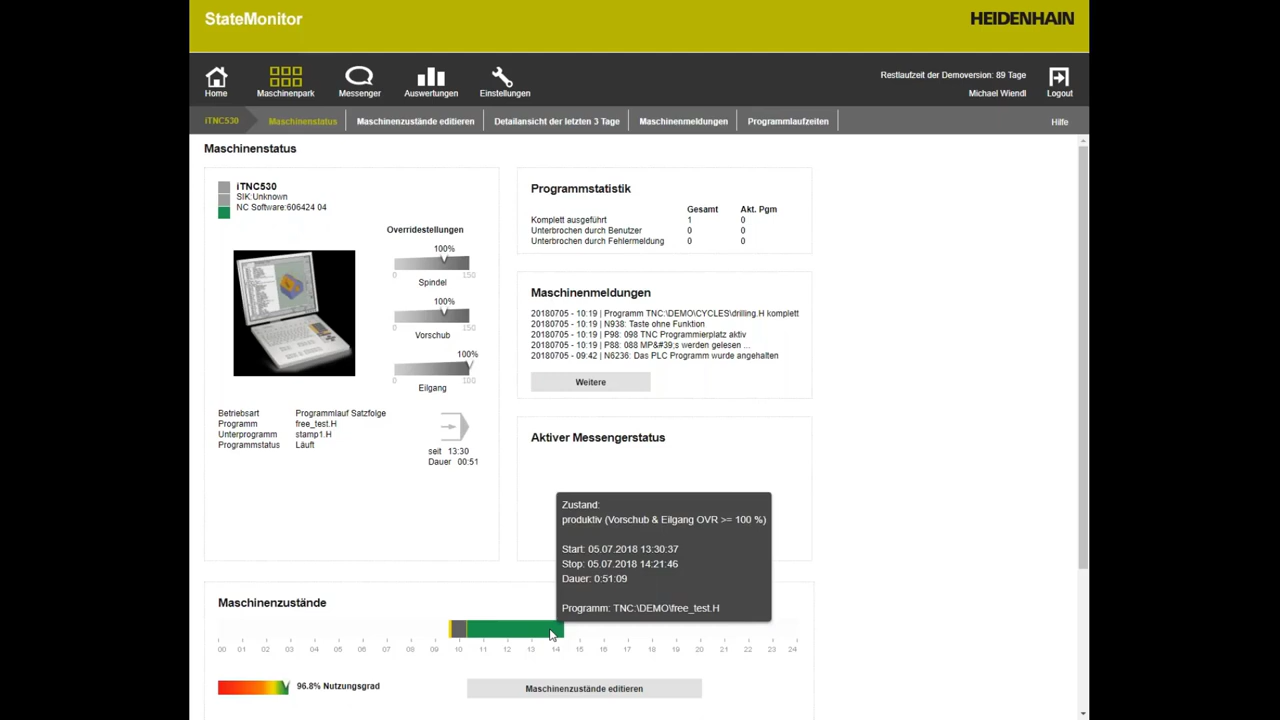 StateMonitor
HEIDENHAIN
Restlaufzeit der Demoversion: 89 Tage
Michael Wiendl
Home
Maschinenpark
Messenger
Auswertungen
Einstellungen
Logout
iTNC530
Maschinenstatus
Maschinenzustände editieren
Detailansicht der letzten 3 Tage
Maschinenmeldungen
Programmlaufzeiten
Hilfe
Maschinenstatus
iTNC530
SIK:Unknown
NC Software:606424 04
Overridestellungen
100%
0 150
Spindel
100%
0 150
Vorschub
100%
0 100
Eilgang
Betriebsart Programmlauf Satzfolge
Programm free_test.H
Unterprogramm stamp1.H
Programmstatus Läuft
seit 13:30
Dauer 00:51
Programmstatistik
Gesamt Akt. Pgm
Komplett ausgeführt 1 0
Unterbrochen durch Benutzer 0 0
Unterbrochen durch Fehlermeldung 0 0
Maschinenmeldungen
20180705 - 10:19 | Programm TNC:\DEMO\CYCLES\drilling.H komplett
20180705 - 10:19 | N938: Taste ohne Funktion
20180705 - 10:19 | P98: 098 TNC Programmierplatz aktiv
20180705 - 10:19 | P88: 088 MP&#39;s werden gelesen ...
20180705 - 09:42 | N6236: Das PLC Programm wurde angehalten
Weitere
Aktiver Messengerstatus
Zustand:
produktiv (Vorschub & Eilgang OVR >= 100 %)
Start: 05.07.2018 13:30:37
Stop: 05.07.2018 14:21:46
Dauer: 0:51:09
Programm: TNC:\DEMO\free_test.H
Maschinenzustände
00 01 02 03 04 05 06 07 08 09 10 11 12 13 14 15 16 17 18 19 20 21 22 23 24
96.8% Nutzungsgrad
Maschinenzustände editieren